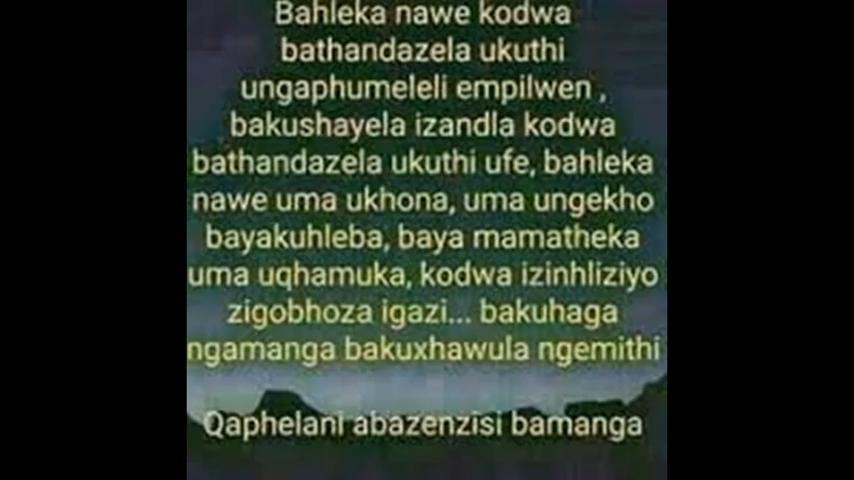 Bahleka nawe kodwa
bathandazela ukuthi
ungaphumeleli empilwen ,
bakushayela izandla kodwa
bathandazela ukuthi ufe, bahleka
nawe uma ukhona, uma ungekho
bayakuhleba, baya mamatheka
uma uqhamuka, kodwa izinhliziyo
zigobhoza igazi... bakuhaga
ngamanga bakuxhawula ngemithi
Qaphelani abazenzisi bamanga